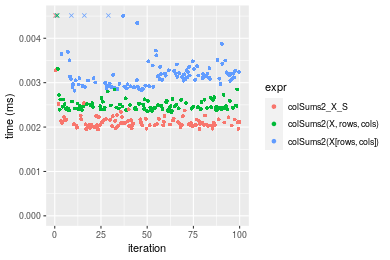 time (ms)
0.004
0.003
0.002
0.001
0.000
0
25
50
75
100
iteration
expr
colSums2_X_S
colSums2(X, rows, cols)
colSums2(X[rows, cols])